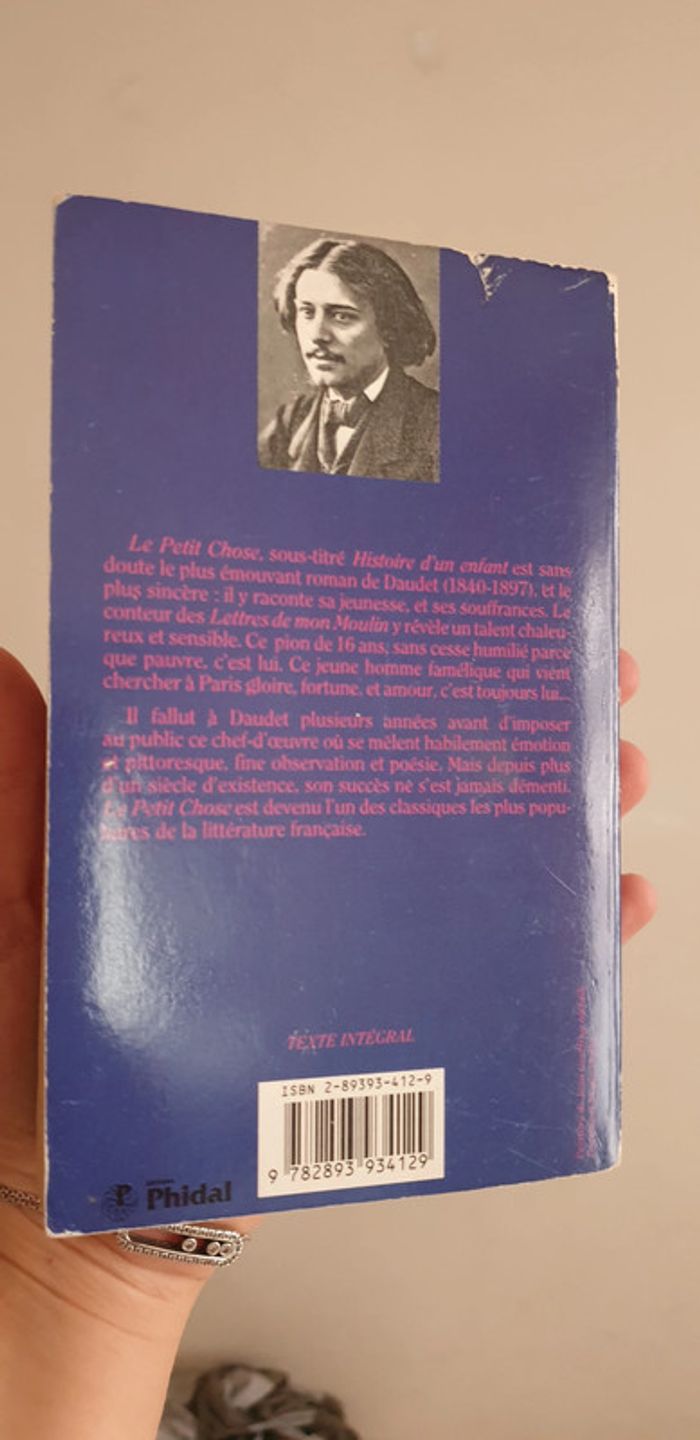 Le Petit Chose, sous-titré Histoire d'un enfant est sans
doute le plus émouvant roman de Daudet (1840-1897), et le
plus sincère : il y raconte sa jeunesse, et ses souffrances. Le
conteur des Lettres de mon Moulin y révèle un talent chaleu-
reux et sensible. Ce pion de 16 ans, sans cesse humilié parce
que pauvre, c'est lui. Ce jeune homme famélique qui vient
chercher à Paris gloire, fortune, et amour, c'est toujours lui...
Il fallut à Daudet plusieurs années avant d'imposer
au public ce chef-d'œuvre où se mêlent habilement émotion
et pittoresque, fine observation et poésie. Mais depuis plus
d'un siècle d'existence, son succès ne s'est jamais démenti.
Le Petit Chose est devenu l'un des classiques les plus popu-
laires de la littérature française.
TEXTE INTÉGRAL
ISBN 2-89393-412-9
9 782893 934129
Phidal